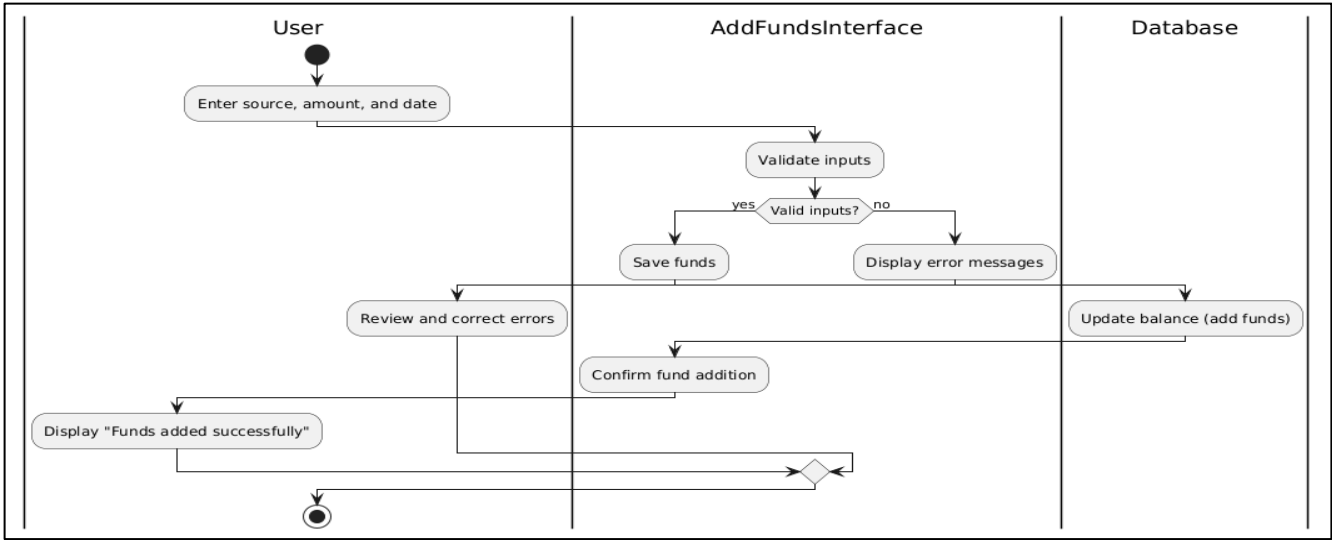 User
AddFundsInterface
Database
Enter source, amount, and date
Validate inputs
yes
Valid inputs?
no
Save funds
Display error messages
Review and correct errors
Update balance (add funds)
Confirm fund addition
Display "Funds added successfully"